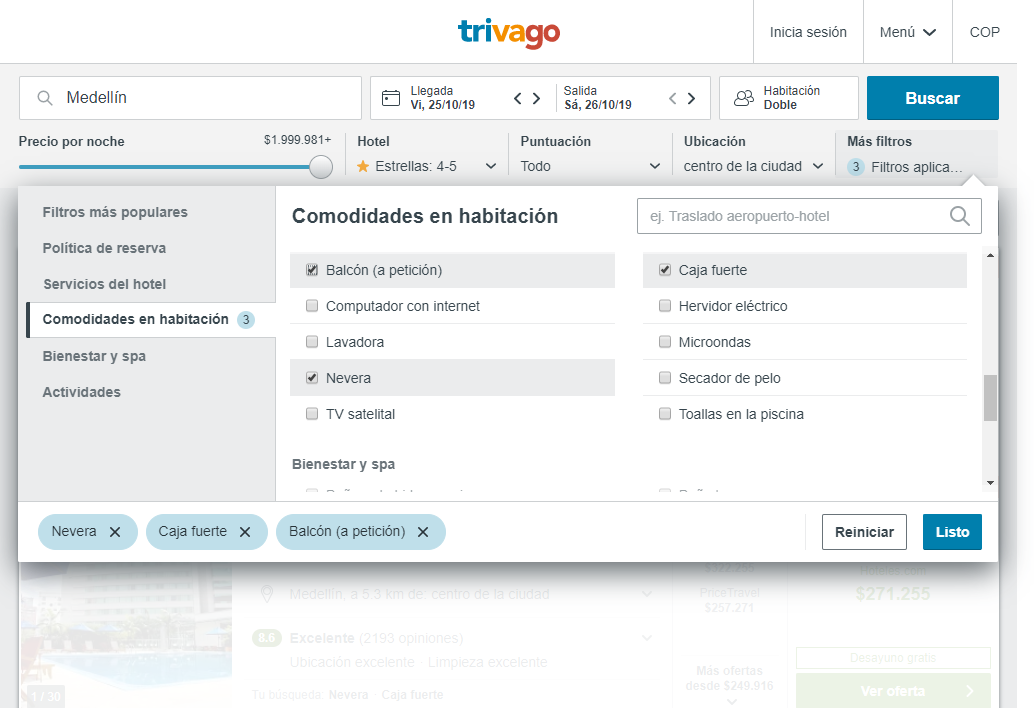 trivago
Inicia sesión
Menú
COP
Medellín
Llegada
Vi, 25/10/19
Salida
Sá, 26/10/19
Habitación
Doble
Buscar
Precio por noche
$1.999.981+
Hotel
Estrellas: 4-5
Puntuación
Todo
Ubicación
centro de la ciudad
Más filtros
3 Filtros aplica...
Filtros más populares
Política de reserva
Servicios del hotel
Comodidades en habitación 3
Bienestar y spa
Actividades
Comodidades en habitación
ej. Traslado aeropuerto-hotel
Balcón (a petición)
Caja fuerte
Computador con internet
Hervidor eléctrico
Lavadora
Microondas
Nevera
Secador de pelo
TV satelital
Toallas en la piscina
Bienestar y spa
Nevera
Caja fuerte
Balcón (a petición)
Reiniciar
Listo
$322.255
Hoteles.com
Medellín, a 5.3 km de: centro de la ciudad
PriceTravel
$257.271
$271.255
8.6 Excelente (2193 opiniones)
Ubicación excelente Limpieza excelente
Desayuno gratis
Más ofertas
desde $249.916
1 / 30
Tu búsqueda: Nevera Caja fuerte
Ver oferta